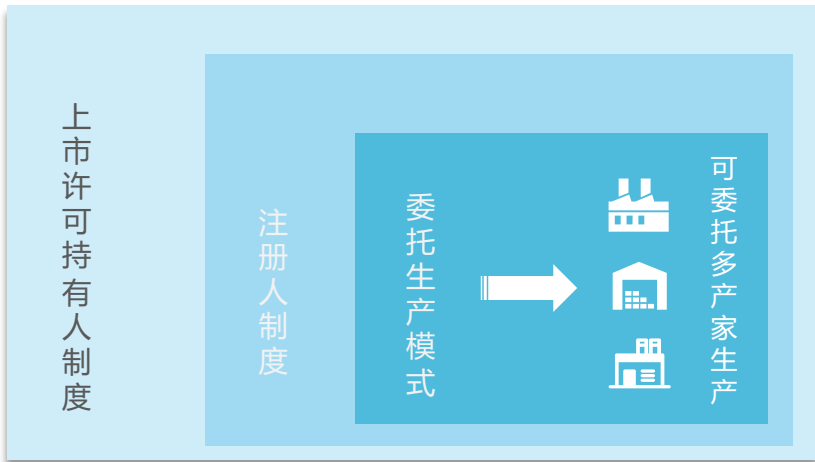 上市许可持有人制度
注册人制度
委托生产模式
可委托多产家生产